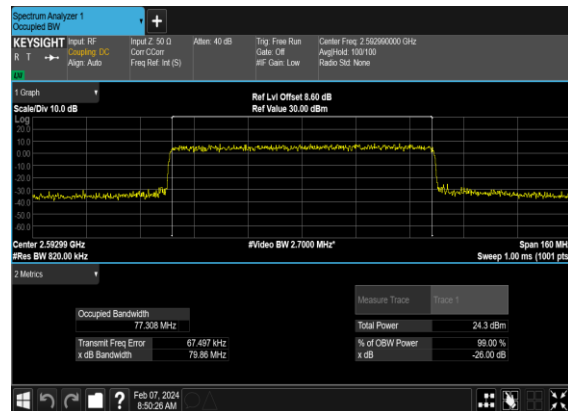 Spectrum Analyzer 1
Occupied BW
+
KEYSIGHT Input: RF Input Z: 50 Ω Atten: 40 dB Trig: Free Run Center Freq: 2.592990000 GHz
R T Coupling: DC Corr CCorr Gate: Off Avg|Hold: 100/100
Align: Auto Freq Ref: Int (S) #IF Gain: Low Radio Std: None
LXI
1 Graph
Ref Lvl Offset 8.60 dB
Scale/Div 10.0 dB Ref Value 30.00 dBm
Log
20.0
10.0
0.00
-10.0
-20.0
-30.0
-40.0
-50.0
-60.0
Center 2.59299 GHz #Video BW 2.7000 MHz* Span 160 MH
#Res BW 820.00 kHz Sweep 1.00 ms (1001 pts
2 Metrics
Measure Trace Trace 1
Occupied Bandwidth
77.308 MHz Total Power 24.3 dBm
Transmit Freq Error 67.497 kHz % of OBW Power 99.00 %
x dB Bandwidth 79.86 MHz x dB -26.00 dB
? Feb 07, 2024
8:50:26 AM